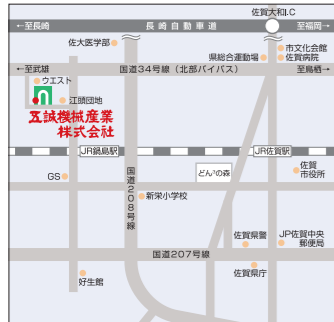 佐賀大和I.C
←至長崎
長崎自動車道
至福岡→
佐大医学部
市文化会館
県総合運動場
佐賀病院
←至武雄
国道34号線(北部バイパス)
至鳥栖→
ウエスト
江頭団地
五誠機械産業
株式会社
JR鍋島駅
JR佐賀駅
どん3の森
佐賀
市役所
GS
国道208号線
新栄小学校
佐賀県警
JP佐賀中央
郵便局
国道207号線
好生館
佐賀県庁